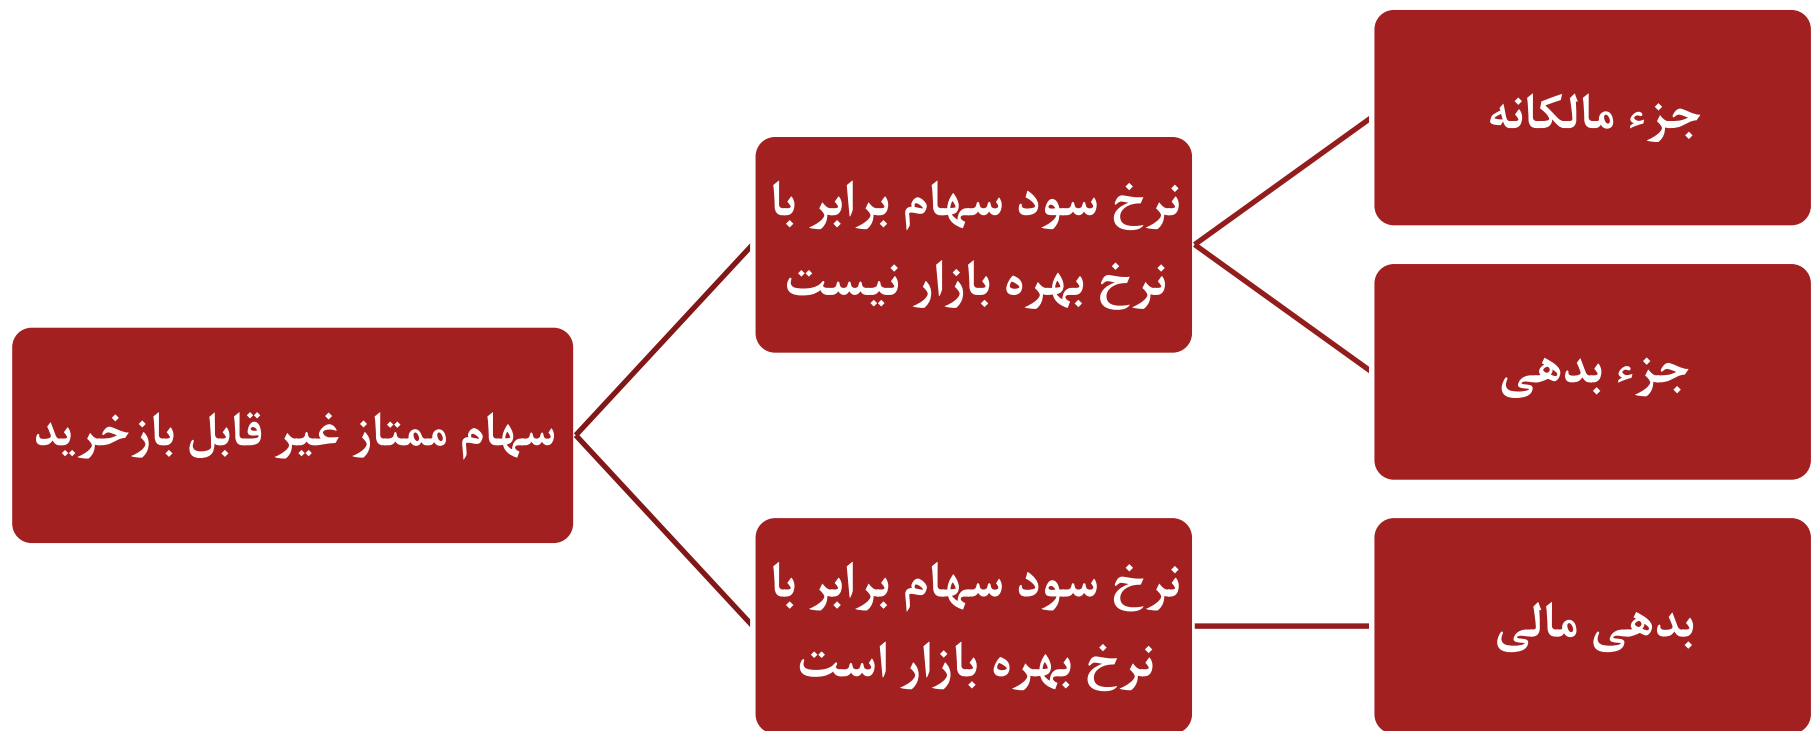 سهام ممتاز غیر قابل بازخرید
نرخ سود سهام برابر با
نرخ بهره بازار نیست
جزء مالکانه
جزء بدهی
نرخ سود سهام برابر با
نرخ بهره بازار است
بدهی مالی